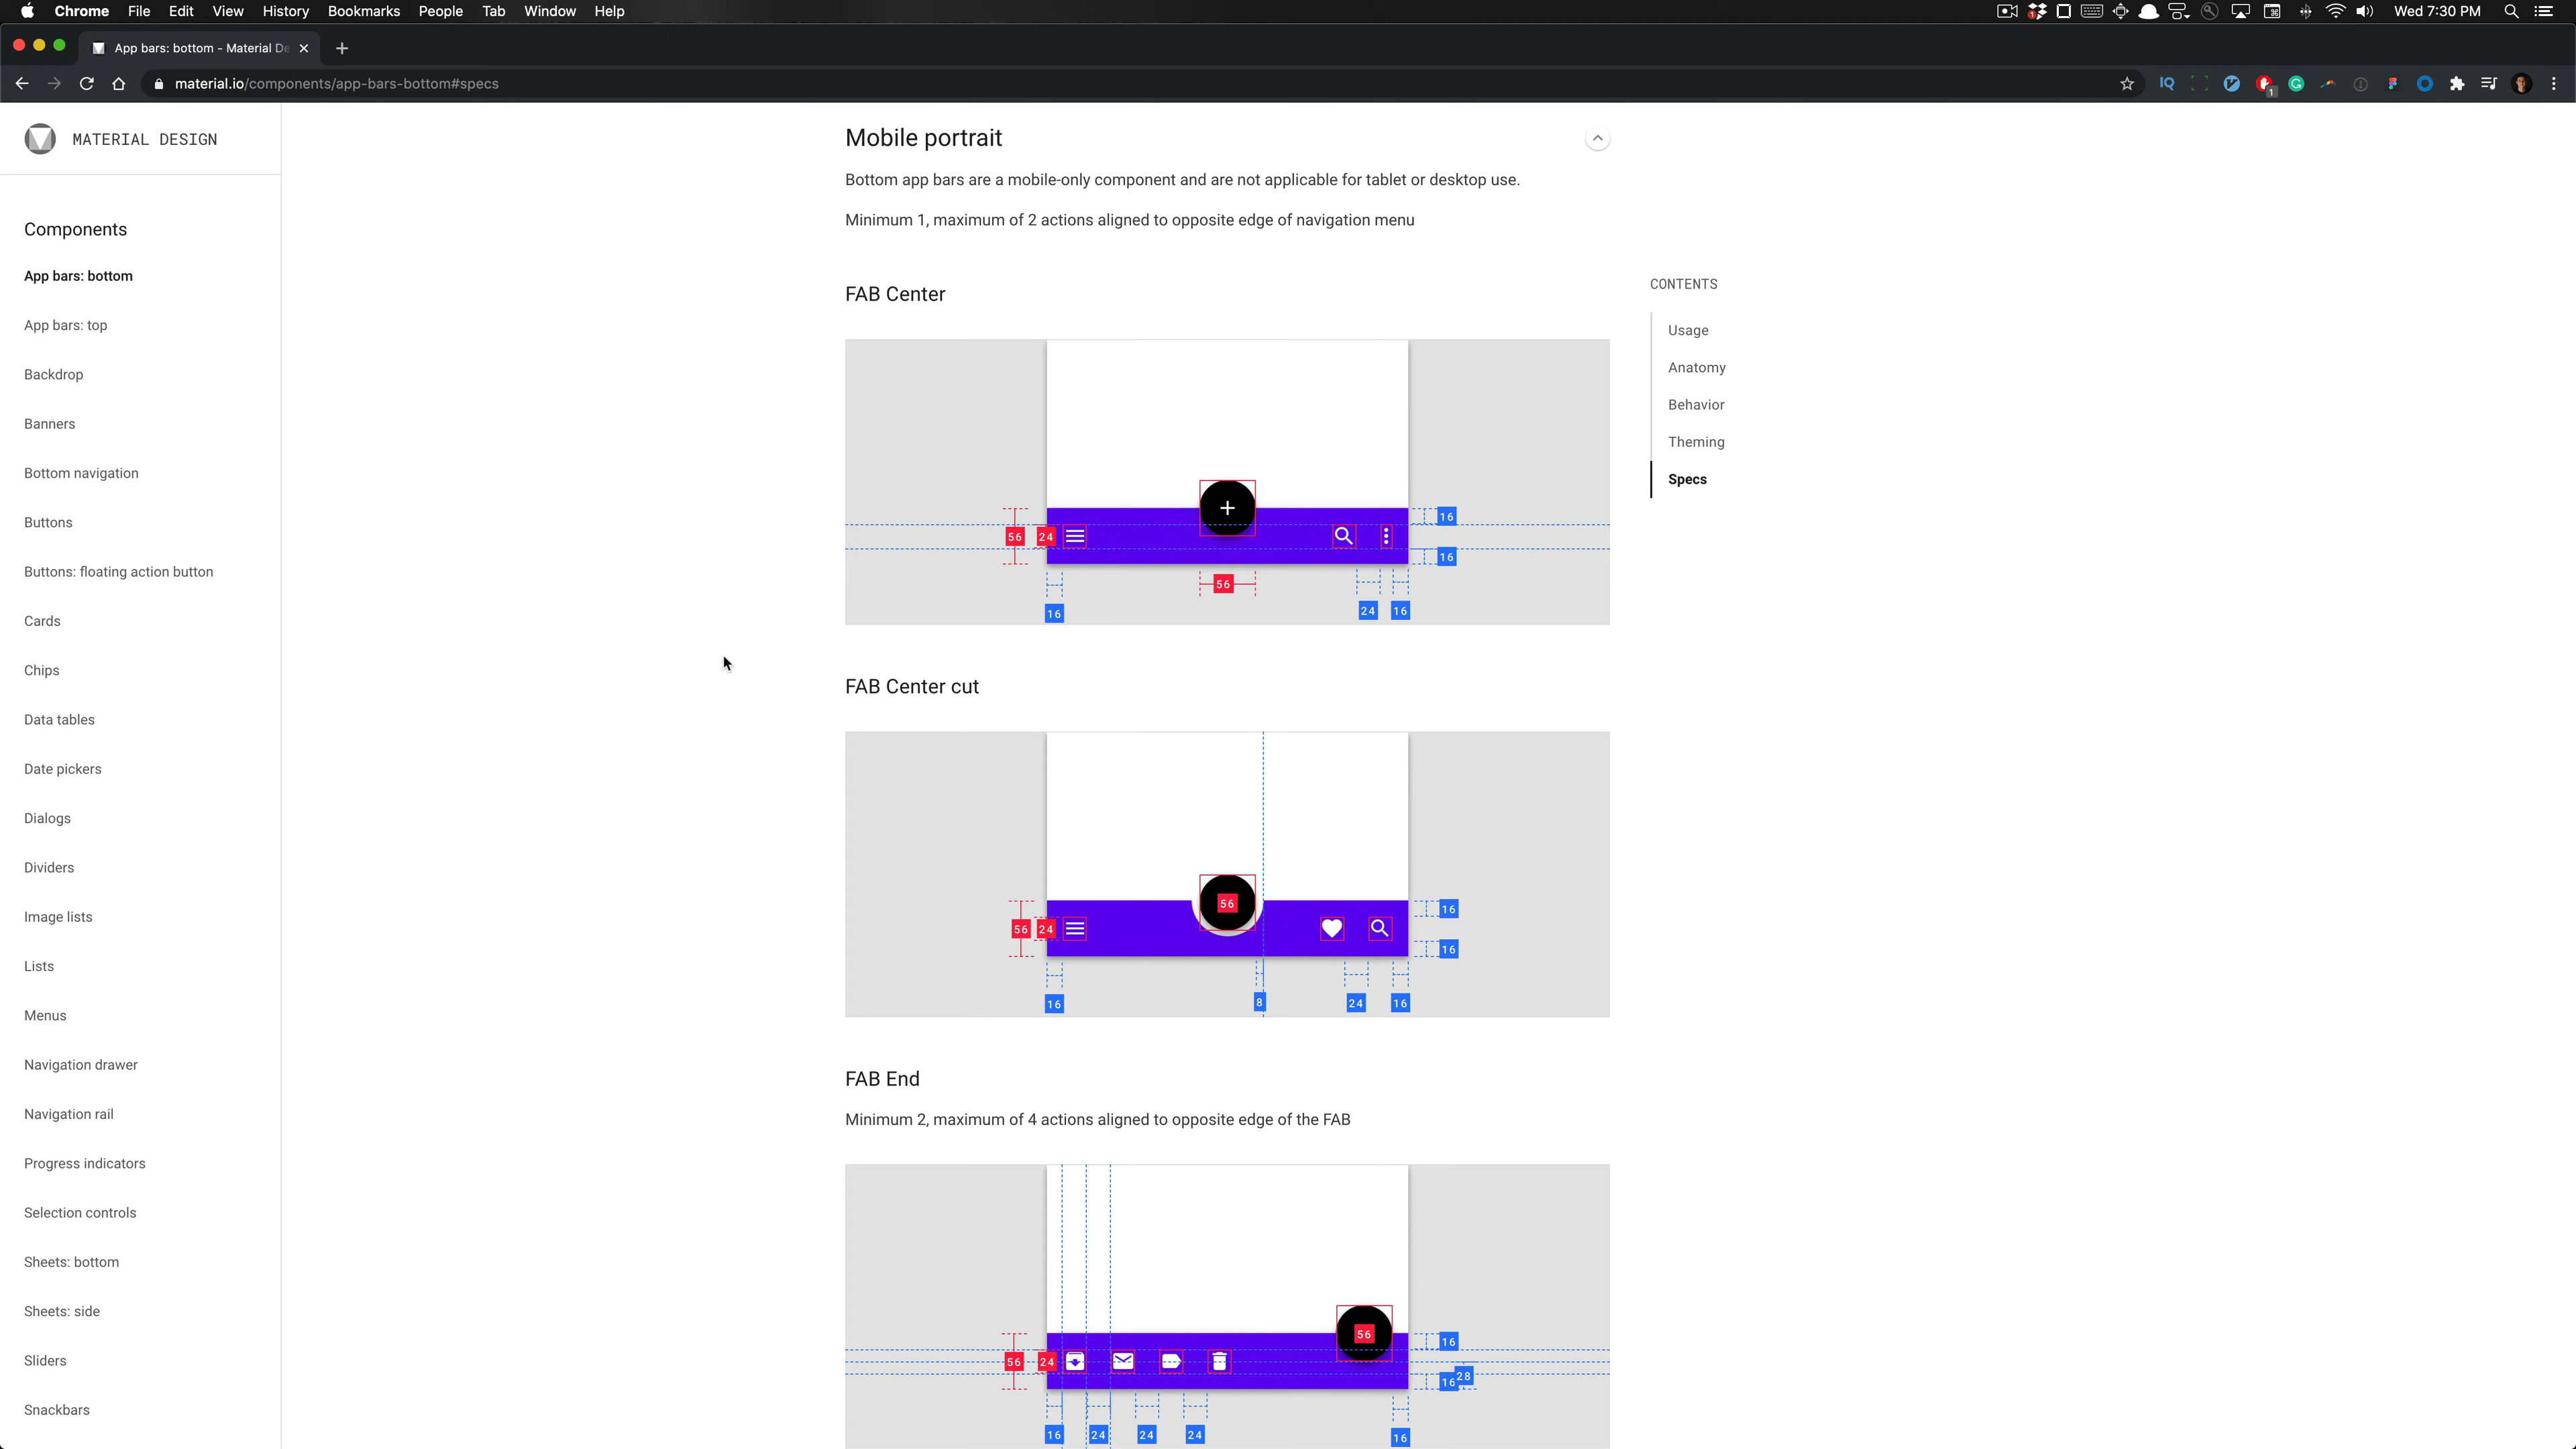 Chrome File Edit View History Bookmarks People Tab Window Help
Wed 7:30 PM
App bars: bottom - Material De
material.io/components/app-bars-bottom#specs
IQ
1
MATERIAL DESIGN
Components
App bars: bottom
App bars: top
Backdrop
Banners
Bottom navigation
Buttons
Buttons: floating action button
Cards
Chips
Data tables
Date pickers
Dialogs
Dividers
Image lists
Lists
Menus
Navigation drawer
Navigation rail
Progress indicators
Selection controls
Sheets: bottom
Sheets: side
Sliders
Snackbars
Mobile portrait
Bottom app bars are a mobile-only component and are not applicable for tablet or desktop use.
Minimum 1, maximum of 2 actions aligned to opposite edge of navigation menu
FAB Center
16
56 24
16
56
16 24 16
FAB Center cut
56
16
56 24
16
16 8 24 16
FAB End
Minimum 2, maximum of 4 actions aligned to opposite edge of the FAB
56
16
56 24
16 28
16 24 24 24 16
CONTENTS
Usage
Anatomy
Behavior
Theming
Specs